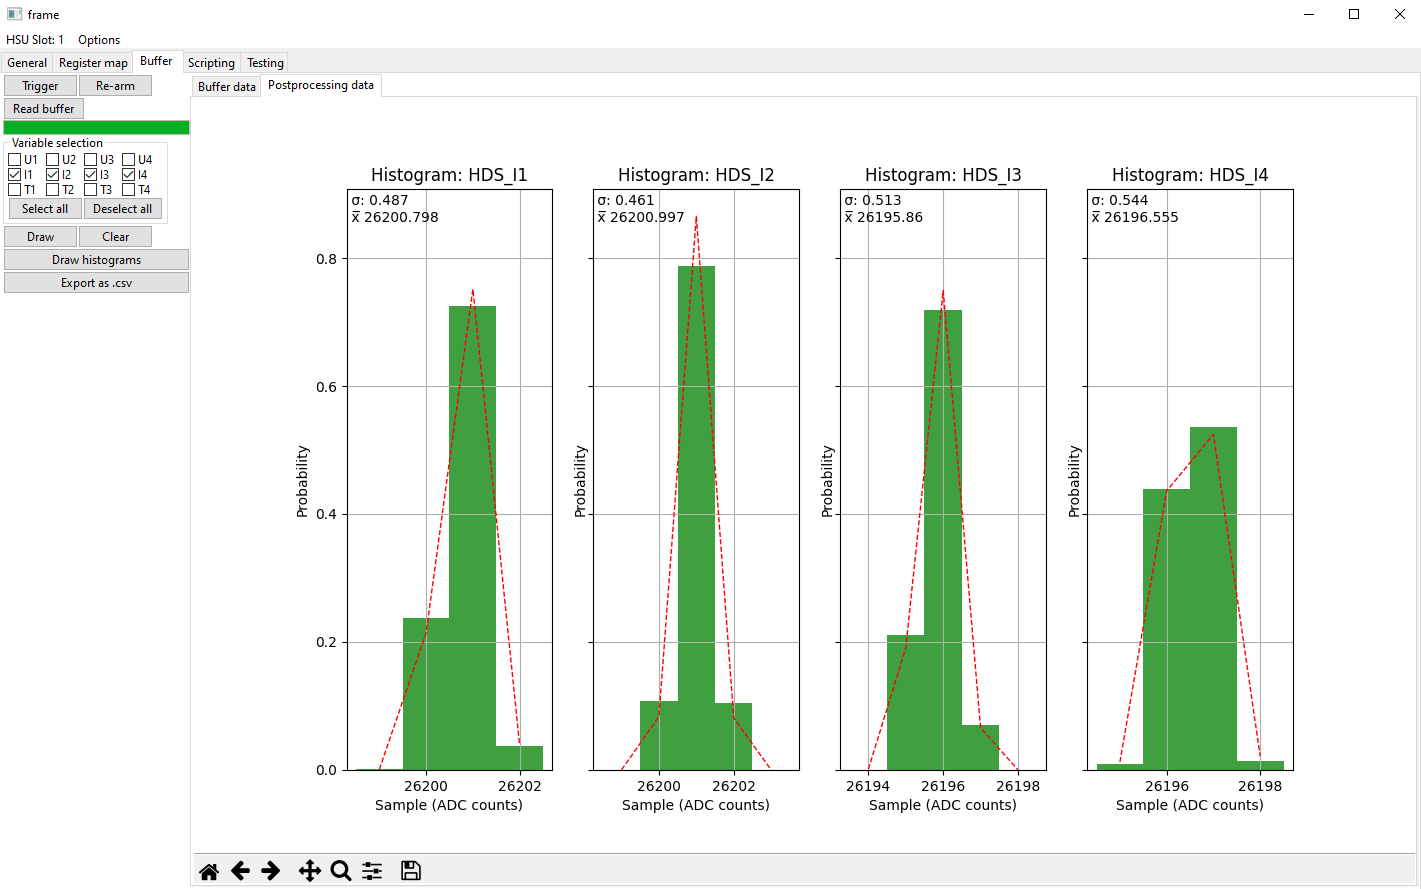 frame
HSU Slot: 1 Options
General Register map Buffer Scripting Testing
Trigger Re-arm
Read buffer
Variable selection
U1 U2 U3 U4
I1 I2 I3 I4
T1 T2 T3 T4
Select all Deselect all
Draw Clear
Draw histograms
Export as .csv
Buffer data Postprocessing data
Histogram: HDS_I1
σ: 0.487
x̅ 26200.798
Probability
0.8
0.6
0.4
0.2
0.0
26200 26202
Sample (ADC counts)
Histogram: HDS_I2
σ: 0.461
x̅ 26200.997
Probability
26200 26202
Sample (ADC counts)
Histogram: HDS_I3
σ: 0.513
x̅ 26195.86
Probability
26194 26196 26198
Sample (ADC counts)
Histogram: HDS_I4
σ: 0.544
x̅ 26196.555
Probability
26196 26198
Sample (ADC counts)